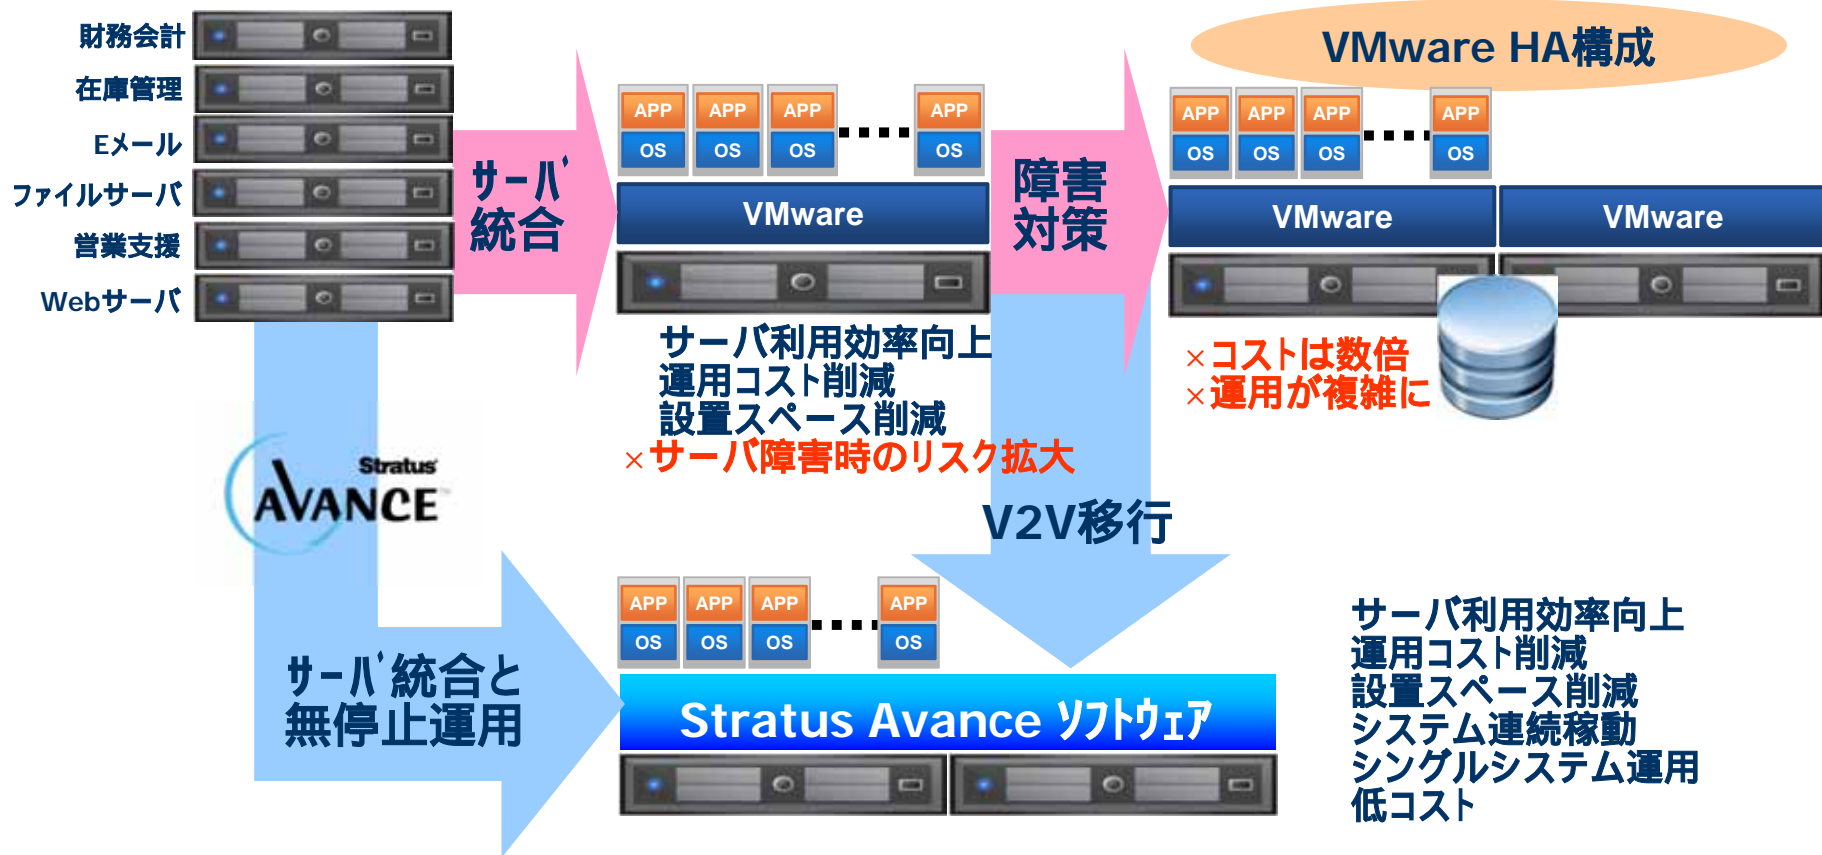 財務会計
在庫管理
Eメール
ファイルサーバ
営業支援
Webサーバ
サーバ
統合
APP APP APP APP
OS OS OS OS
VMware
サーバ利用効率向上
運用コスト削減
設置スペース削減
×サーバ障害時のリスク拡大
障害
対策
VMware HA構成
APP APP APP APP
OS OS OS OS
VMware VMware
×コストは数倍
×運用が複雑に
Stratus
AVANCE
V2V移行
サーバ統合と
無停止運用
APP APP APP APP
OS OS OS OS
Stratus Avance ソフトウェア
サーバ利用効率向上
運用コスト削減
設置スペース削減
システム連続稼動
シングルシステム運用
低コスト